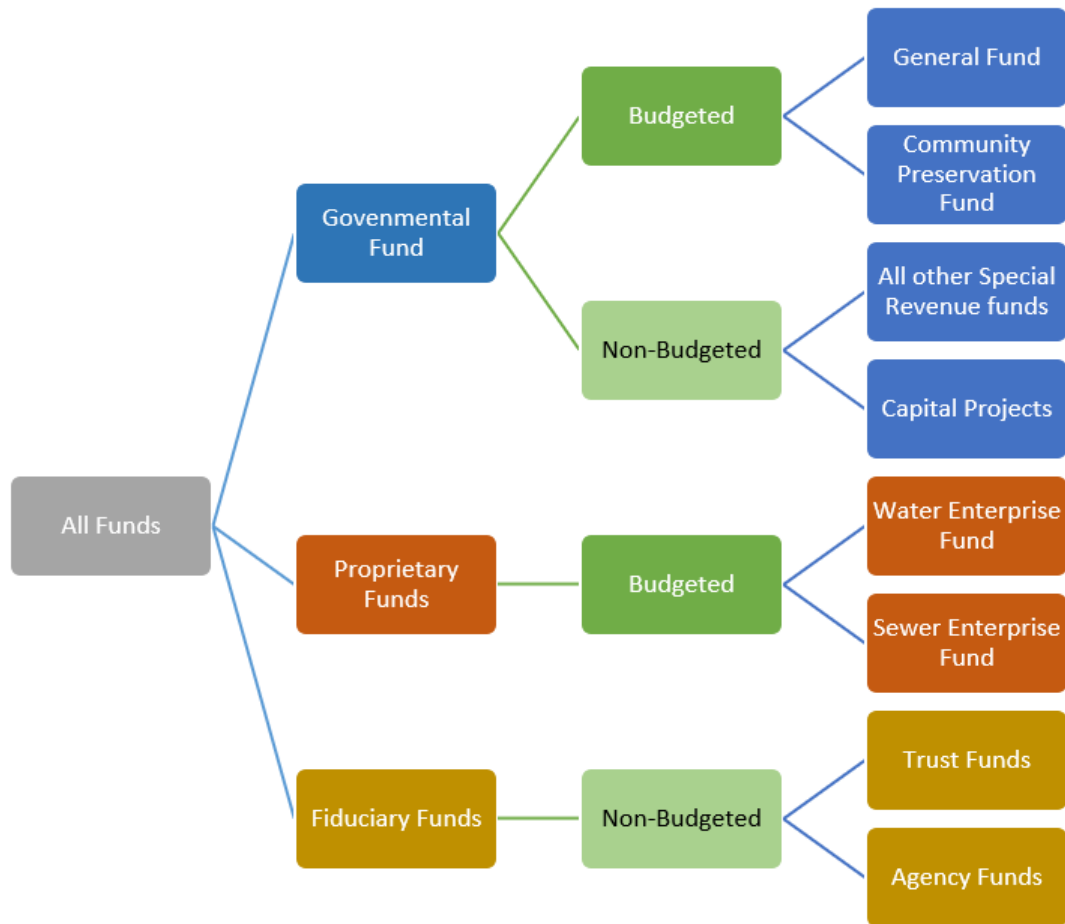 General Fund
Budgeted
Community
Preservation
Fund
Govenmental
Fund
All other Special
Revenue funds
Non-Budgeted
Capital Projects
All Funds
Water Enterprise
Fund
Proprietary
Funds
Budgeted
Sewer Enterprise
Fund
Trust Funds
Fiduciary Funds
Non-Budgeted
Agency Funds